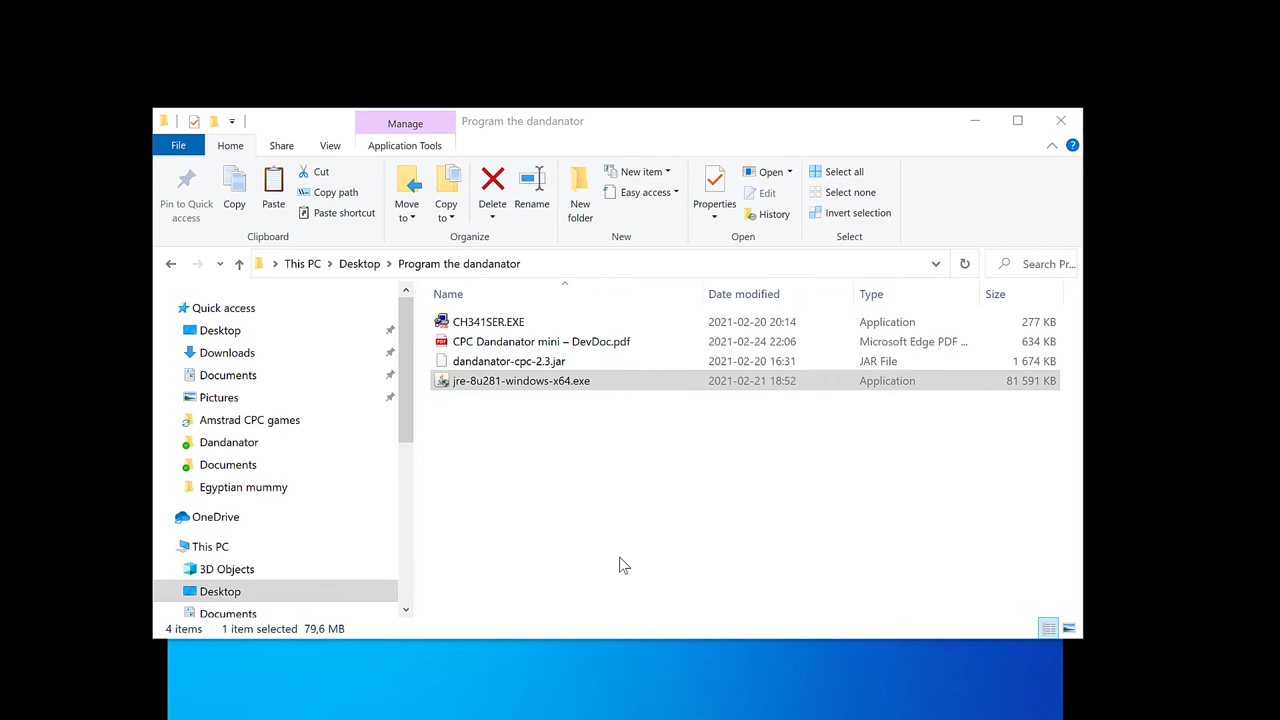 Manage
Program the dandanator
File
Home
Share
View
Application Tools
Pin to Quick access
Copy
Paste
Cut
Copy path
Paste shortcut
Clipboard
Move to
Copy to
Delete
Rename
Organize
New folder
New item
Easy access
New
Properties
Open
Edit
History
Open
Select all
Select none
Invert selection
Select
This PC
Desktop
Program the dandanator
Search Pr...
Name
Date modified
Type
Size
CH341SER.EXE 2021-02-20 20:14 Application 277 KB
CPC Dandanator mini – DevDoc.pdf 2021-02-24 22:06 Microsoft Edge PDF ... 634 KB
dandanator-cpc-2.3.jar 2021-02-20 16:31 JAR File 1 674 KB
jre-8u281-windows-x64.exe 2021-02-21 18:52 Application 81 591 KB
Quick access
Desktop
Downloads
Documents
Pictures
Amstrad CPC games
Dandanator
Documents
Egyptian mummy
OneDrive
This PC
3D Objects
Desktop
Documents
4 items
1 item selected 79,6 MB